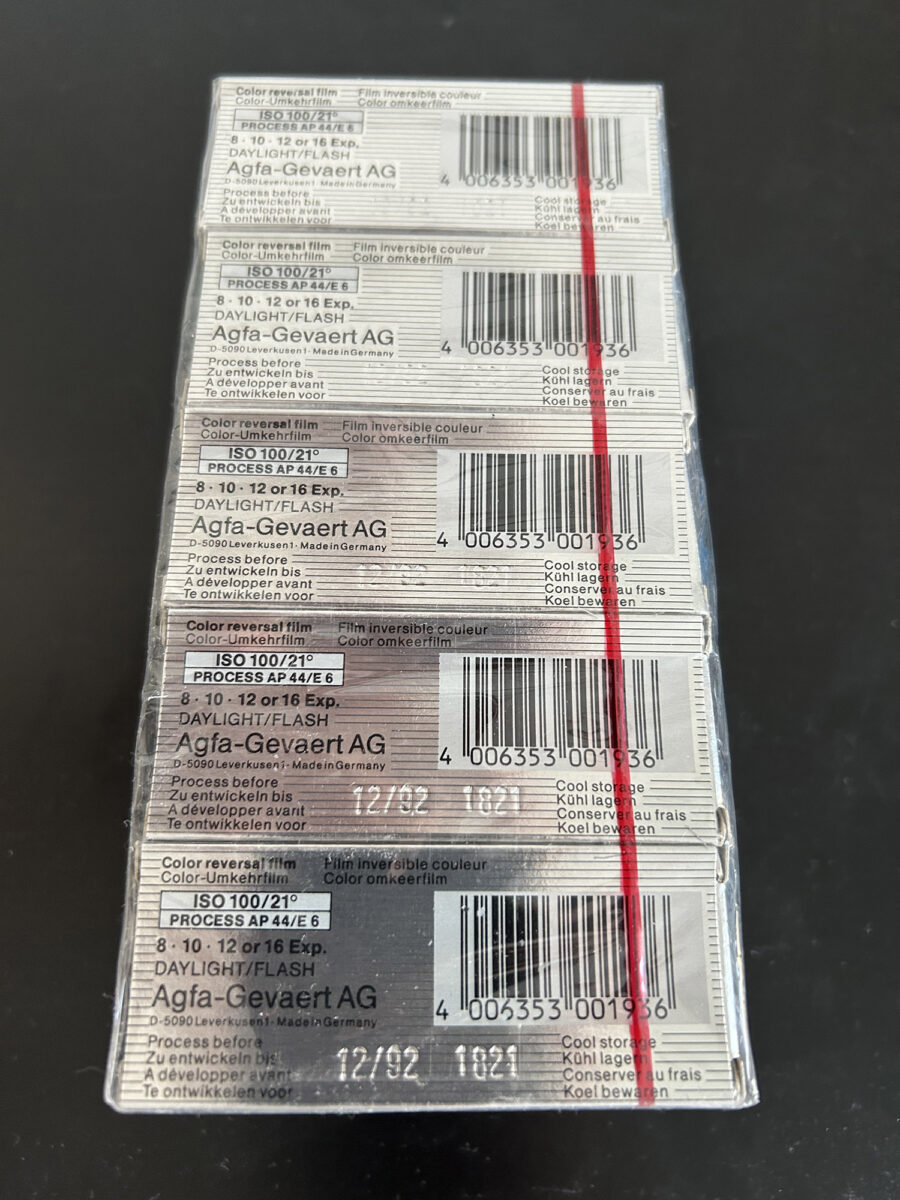 Color reversal film Film inversible couleur
Color-Umkehrfilm Color omkeerfilm
ISO 100/21°
PROCESS AP 44/E 6
8 · 10 · 12 or 16 Exp.
DAYLIGHT/FLASH
Agfa-Gevaert AG
D-5090 Leverkusen 1 · Made in Germany
4 006353 001936
Process before
Zu entwickeln bis
A développer avant
Te ontwikkelen voor
Cool storage
Kühl lagern
Conserver au frais
Koel bewaren
Color reversal film Film inversible couleur
Color-Umkehrfilm Color omkeerfilm
ISO 100/21°
PROCESS AP 44/E 6
8 · 10 · 12 or 16 Exp.
DAYLIGHT/FLASH
Agfa-Gevaert AG
D-5090 Leverkusen 1 · Made in Germany
4 006353 001936
Process before
Zu entwickeln bis
A développer avant
Te ontwikkelen voor
Cool storage
Kühl lagern
Conserver au frais
Koel bewaren
Color reversal film Film inversible couleur
Color-Umkehrfilm Color omkeerfilm
ISO 100/21°
PROCESS AP 44/E 6
8 · 10 · 12 or 16 Exp.
DAYLIGHT/FLASH
Agfa-Gevaert AG
D-5090 Leverkusen 1 · Made in Germany
4 006353 001936
Process before
Zu entwickeln bis 12/92 1821
A développer avant
Te ontwikkelen voor
Cool storage
Kühl lagern
Conserver au frais
Koel bewaren
Color reversal film Film inversible couleur
Color-Umkehrfilm Color omkeerfilm
ISO 100/21°
PROCESS AP 44/E 6
8 · 10 · 12 or 16 Exp.
DAYLIGHT/FLASH
Agfa-Gevaert AG
D-5090 Leverkusen 1 · Made in Germany
4 006353 001936
Process before
Zu entwickeln bis 12/92 1821
A développer avant
Te ontwikkelen voor
Cool storage
Kühl lagern
Conserver au frais
Koel bewaren
Color reversal film Film inversible couleur
Color-Umkehrfilm Color omkeerfilm
ISO 100/21°
PROCESS AP 44/E 6
8 · 10 · 12 or 16 Exp.
DAYLIGHT/FLASH
Agfa-Gevaert AG
D-5090 Leverkusen 1 · Made in Germany
4 006353 001936
Process before
Zu entwickeln bis 12/92 1821
A développer avant
Te ontwikkelen voor
Cool storage
Kühl lagern
Conserver au frais
Koel bewaren